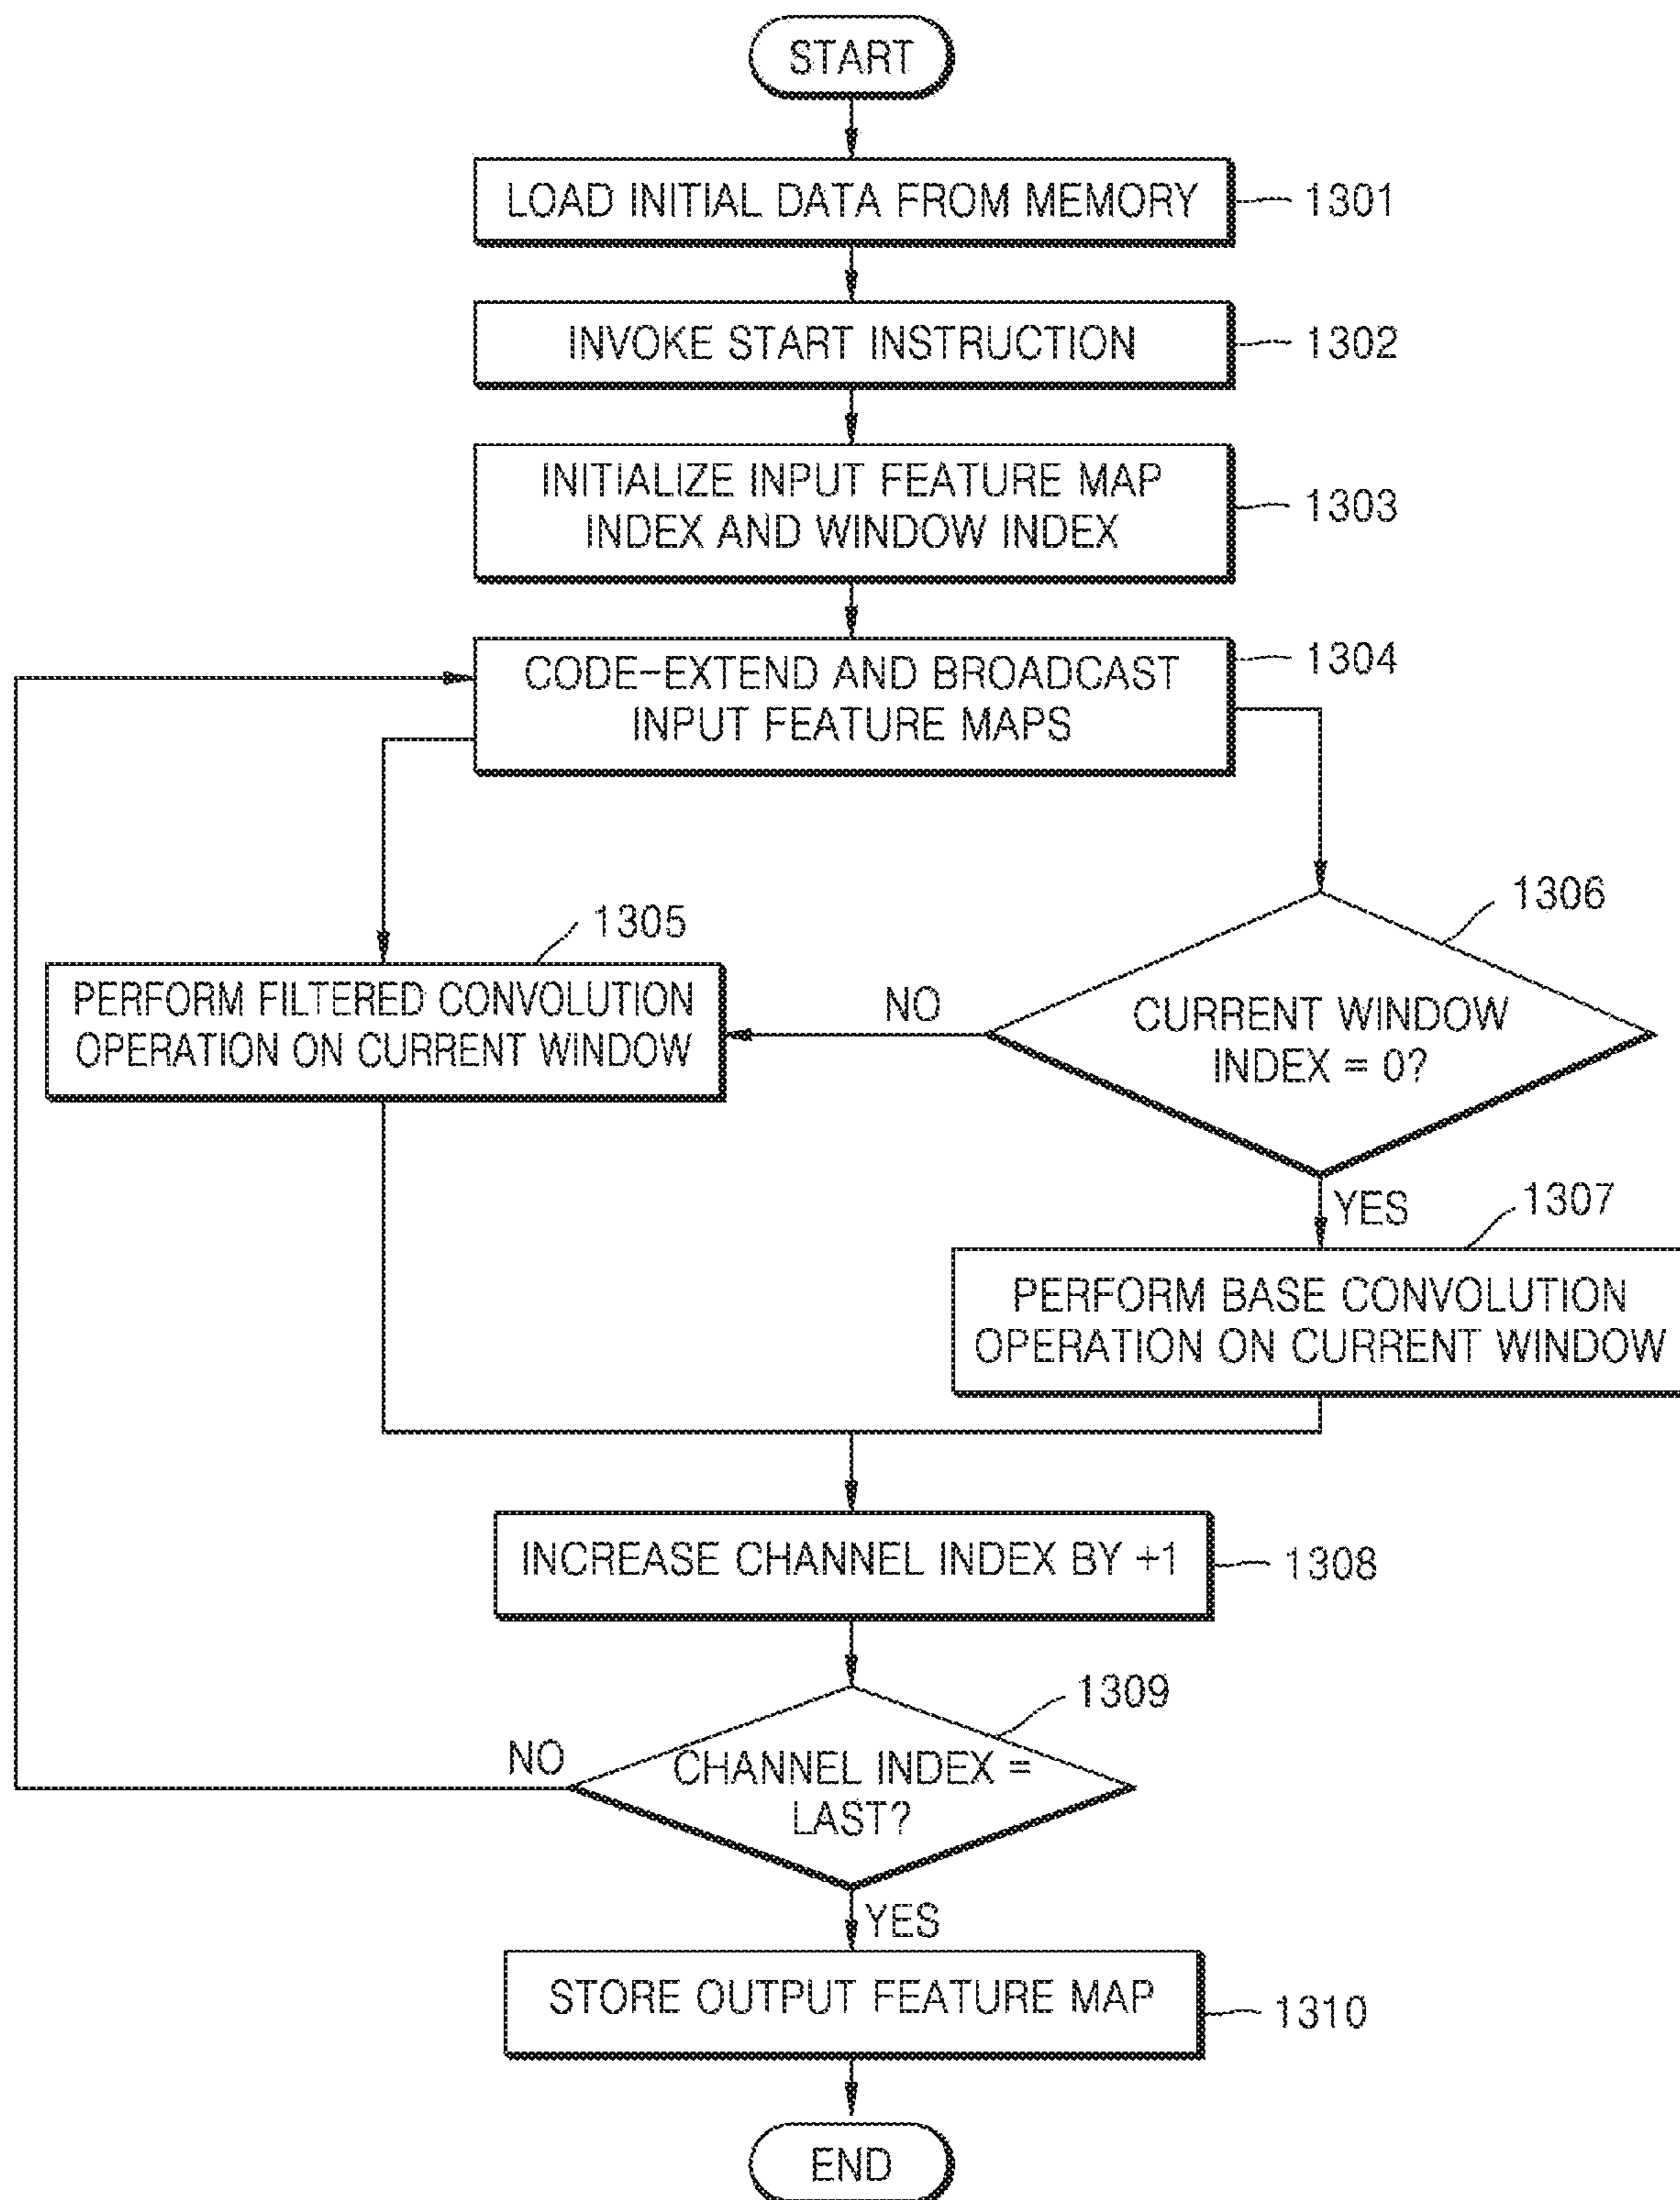 START
LOAD INITIAL DATA FROM MEMORY
1301
INVOKE START INSTRUCTION
1302
INITIALIZE INPUT FEATURE MAP
INDEX AND WINDOW INDEX
1303
CODE-EXTEND AND BROADCAST
INPUT FEATURE MAPS
1304
1305
PERFORM FILTERED CONVOLUTION
OPERATION ON CURRENT WINDOW
NO
1306
CURRENT WINDOW
INDEX = 0?
YES
1307
PERFORM BASE CONVOLUTION
OPERATION ON CURRENT WINDOW
INCREASE CHANNEL INDEX BY +1
1308
1309
NO
CHANNEL INDEX =
LAST?
YES
STORE OUTPUT FEATURE MAP
1310
END